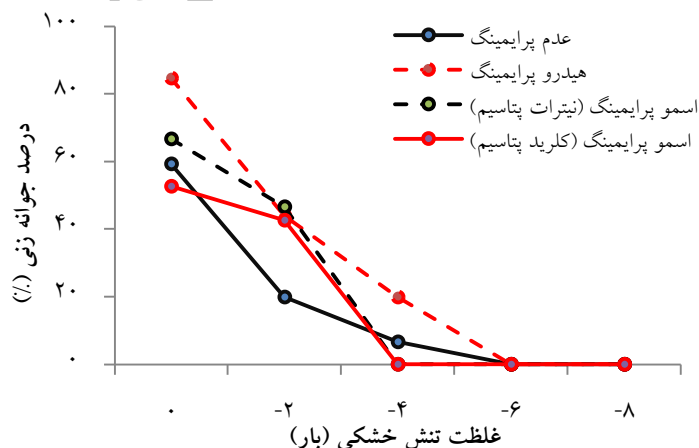 ۱۰۰
۸۰
۶۰
۴۰
۲۰
۰
درصد جوانه زنی (%)
عدم پرایمینگ
هیدرو پرایمینگ
اسمو پرایمینگ (نیترات پتاسیم)
اسمو پرایمینگ (کلرید پتاسیم)
۰ -۲ -۴ -۶ -۸
غلظت تنش خشکی (بار)